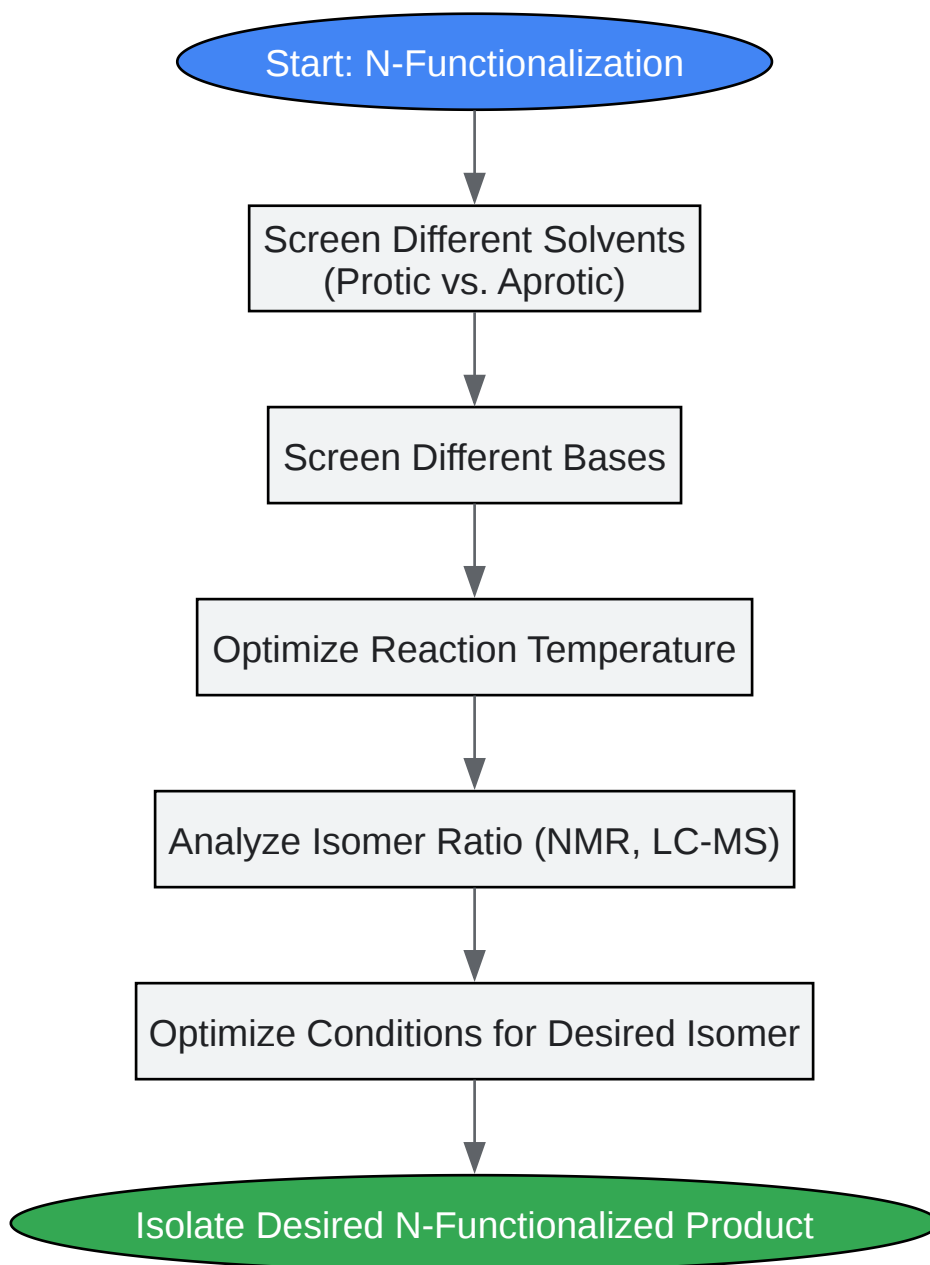 Start: N-Functionalization
Screen Different Solvents
(Protic vs. Aprotic)
Screen Different Bases
Optimize Reaction Temperature
Analyze Isomer Ratio (NMR, LC-MS)
Optimize Conditions for Desired Isomer
Isolate Desired N-Functionalized Product